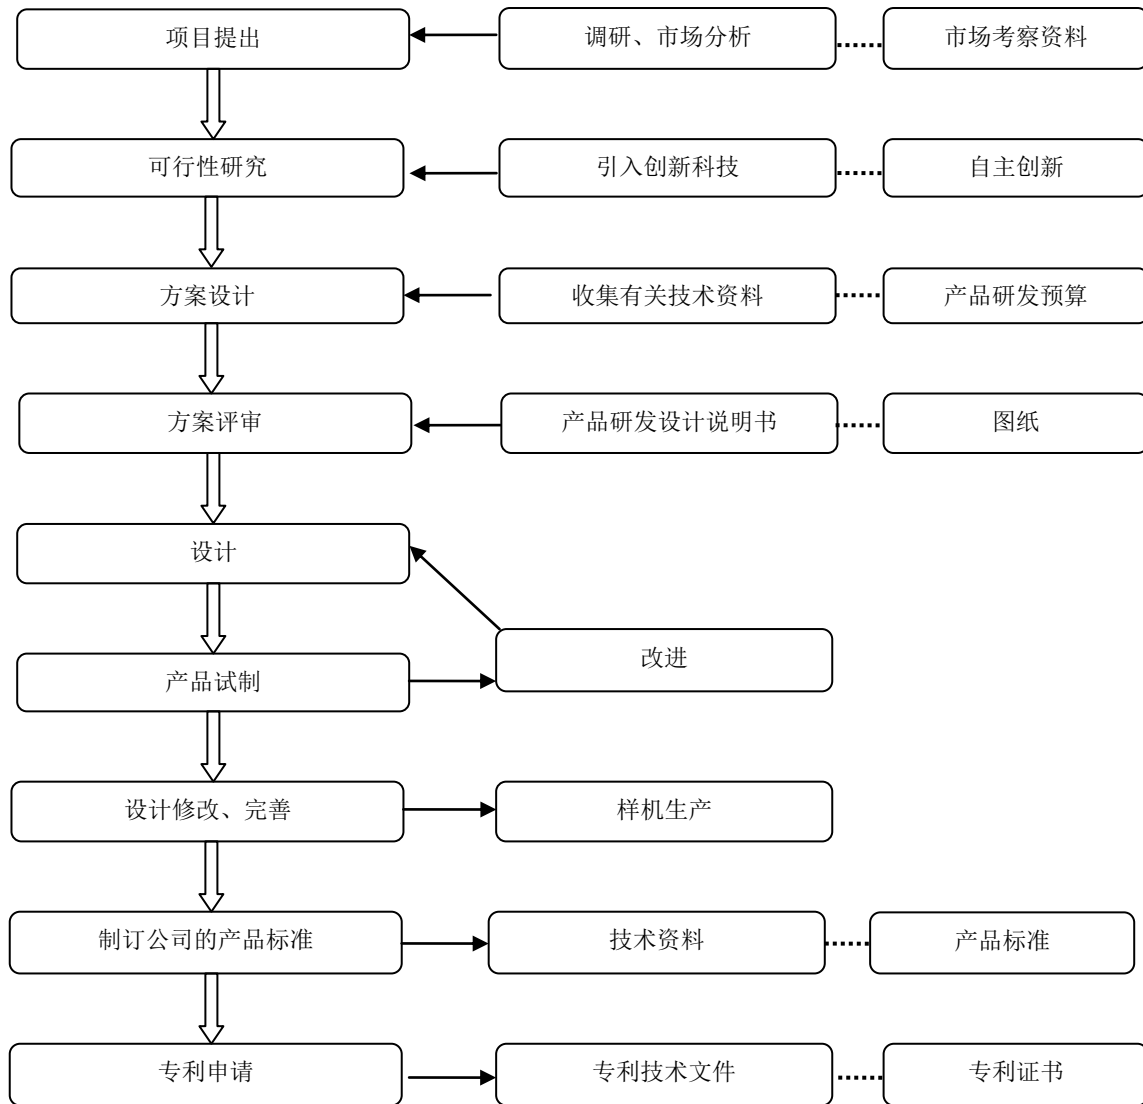 项目提出
调研、市场分析
市场考察资料
可行性研究
引入创新科技
自主创新
方案设计
收集有关技术资料
产品研发预算
方案评审
产品研发设计说明书
图纸
设计
改进
产品试制
设计修改、完善
样机生产
制订公司的产品标准
技术资料
产品标准
专利申请
专利技术文件
专利证书